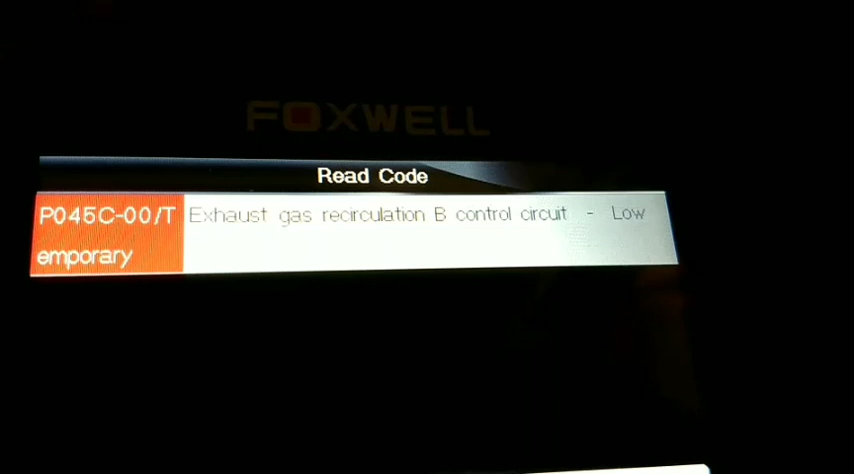 FOXWELL
Read Code
P045C-00/T Exhaust gas recirculation B control circuit - Low
emporary